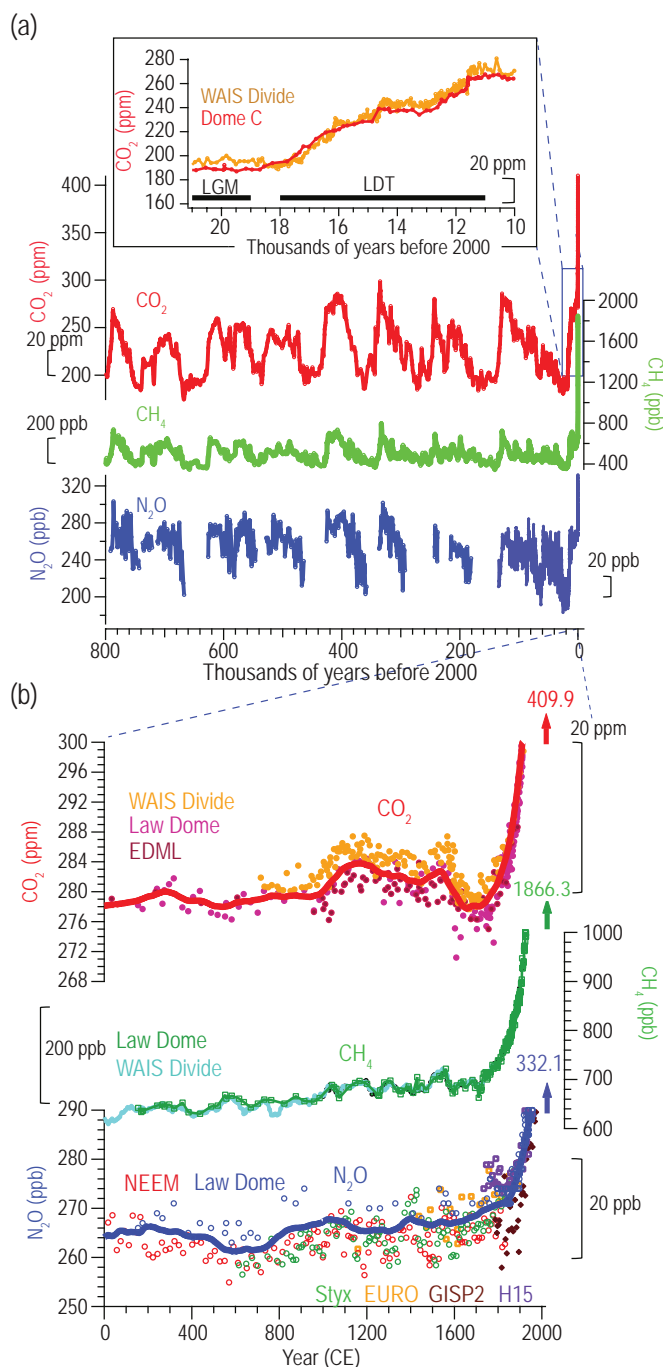 (a)
280
260
240
220
200
180
160
CO₂ (ppm)
WAIS Divide
Dome C
LGM
LDT
20 ppm
20 18 16 14 12 10
Thousands of years before 2000
400
350
300
250
200
CO₂ (ppm)
20 ppm
CO₂
2000
1600
1200
800
400
CH₄ (ppb)
CH₄
200 ppb
320
280
240
200
N₂O (ppb)
N₂O
20 ppb
800 600 400 200 0
Thousands of years before 2000
(b)
409.9
20 ppm
300
296
292
288
284
280
276
272
268
CO₂ (ppm)
WAIS Divide
Law Dome
EDML
CO₂
1866.3
1000
900
800
700
600
CH₄ (ppb)
200 ppb
Law Dome
WAIS Divide
CH₄
332.1
290
280
270
260
250
N₂O (ppb)
NEEM Law Dome N₂O
20 ppb
Styx EURO GISP2 H15
0 400 800 1200 1600 2000
Year (CE)